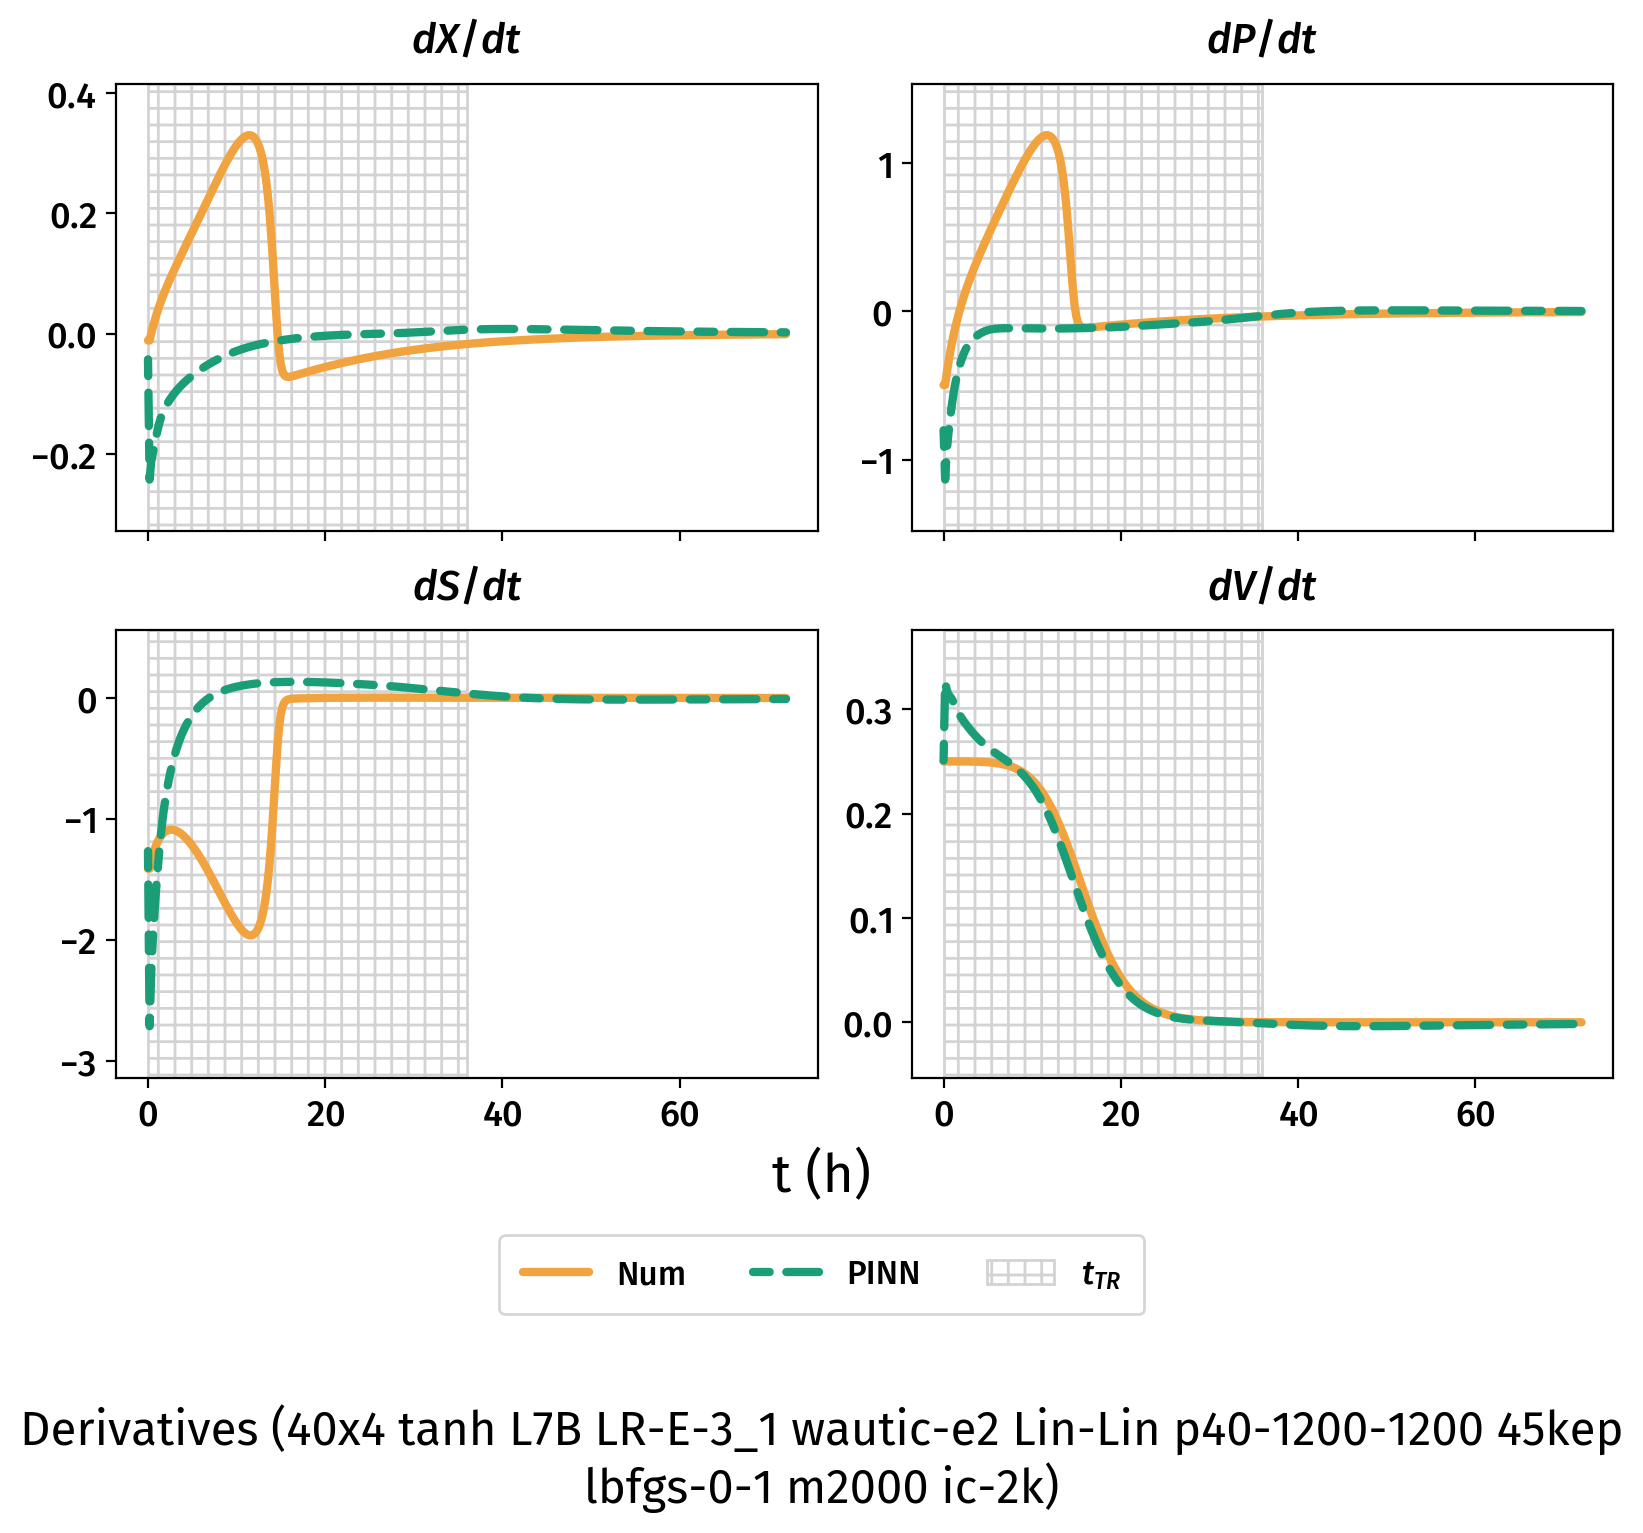 dX/dt
dP/dt
0.4
0.2
0.0
−0.2
1
0
−1
dS/dt
dV/dt
0
−1
−2
−3
0.3
0.2
0.1
0.0
0 20 40 60
0 20 40 60
t (h)
Num PINN tTR
Derivatives (40x4 tanh L7B LR-E-3_1 wautic-e2 Lin-Lin p40-1200-1200 45kep
lbfgs-0-1 m2000 ic-2k)